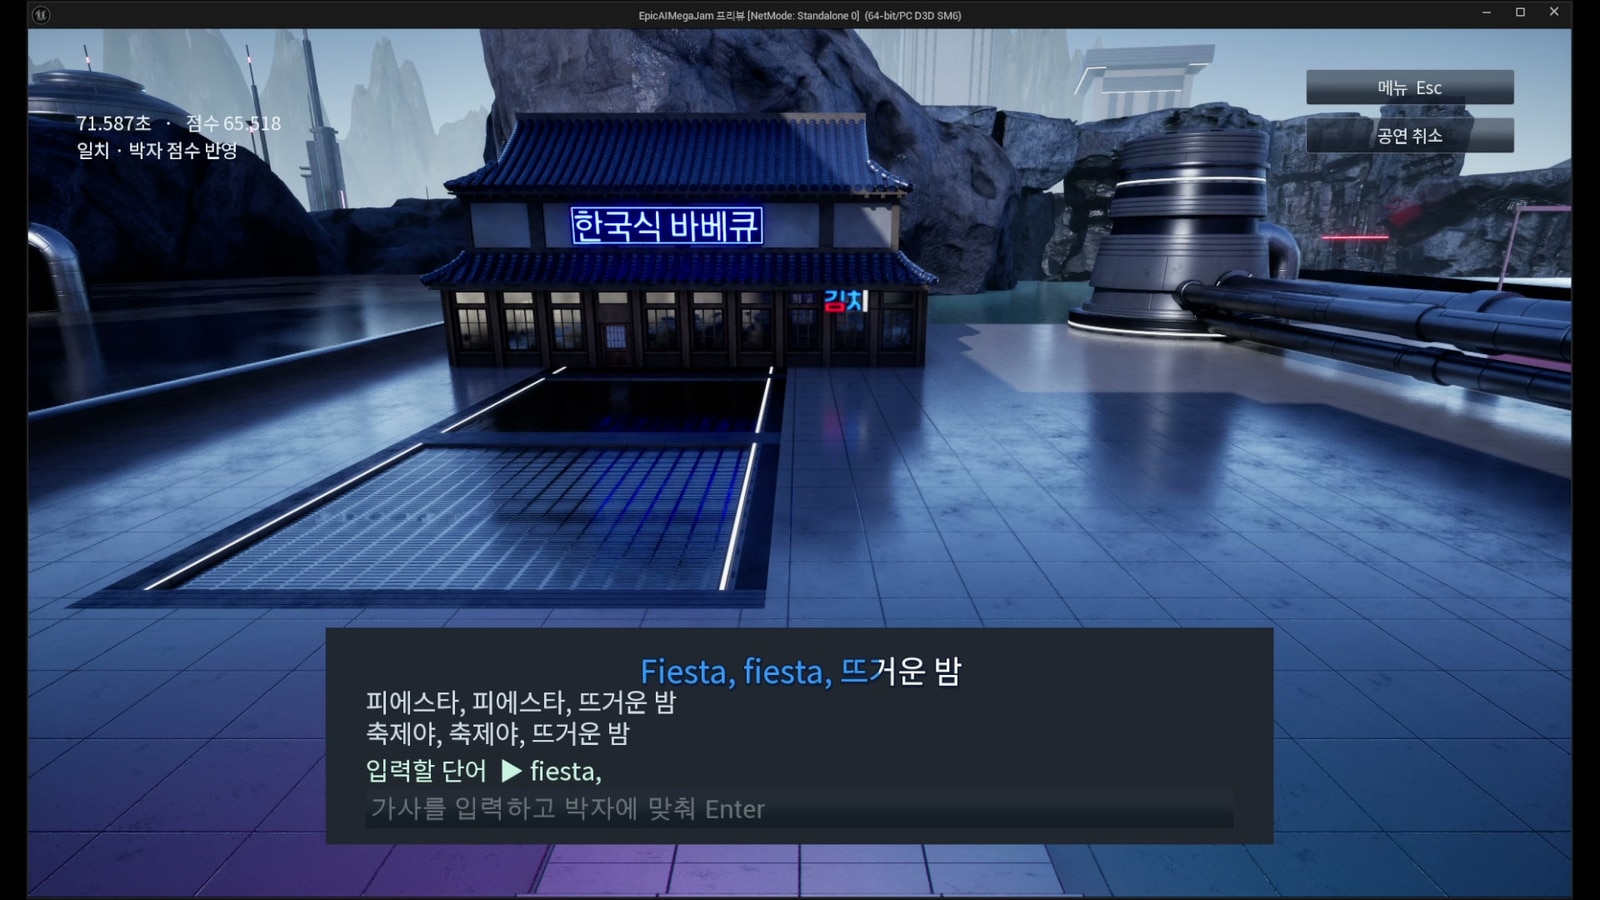 EpicAIMegaJam 프리뷰 [NetMode: Standalone 0] (64-bit/PC D3D SM6)
메뉴 Esc
71.587초 · 점수 65.518
공연 취소
일치 · 박자 점수 반영
한국식 바베큐
김치
Fiesta, fiesta, 뜨거운 밤
피에스타, 피에스타, 뜨거운 밤
축제야, 축제야, 뜨거운 밤
입력할 단어 ▶ fiesta,
가사를 입력하고 박자에 맞춰 Enter